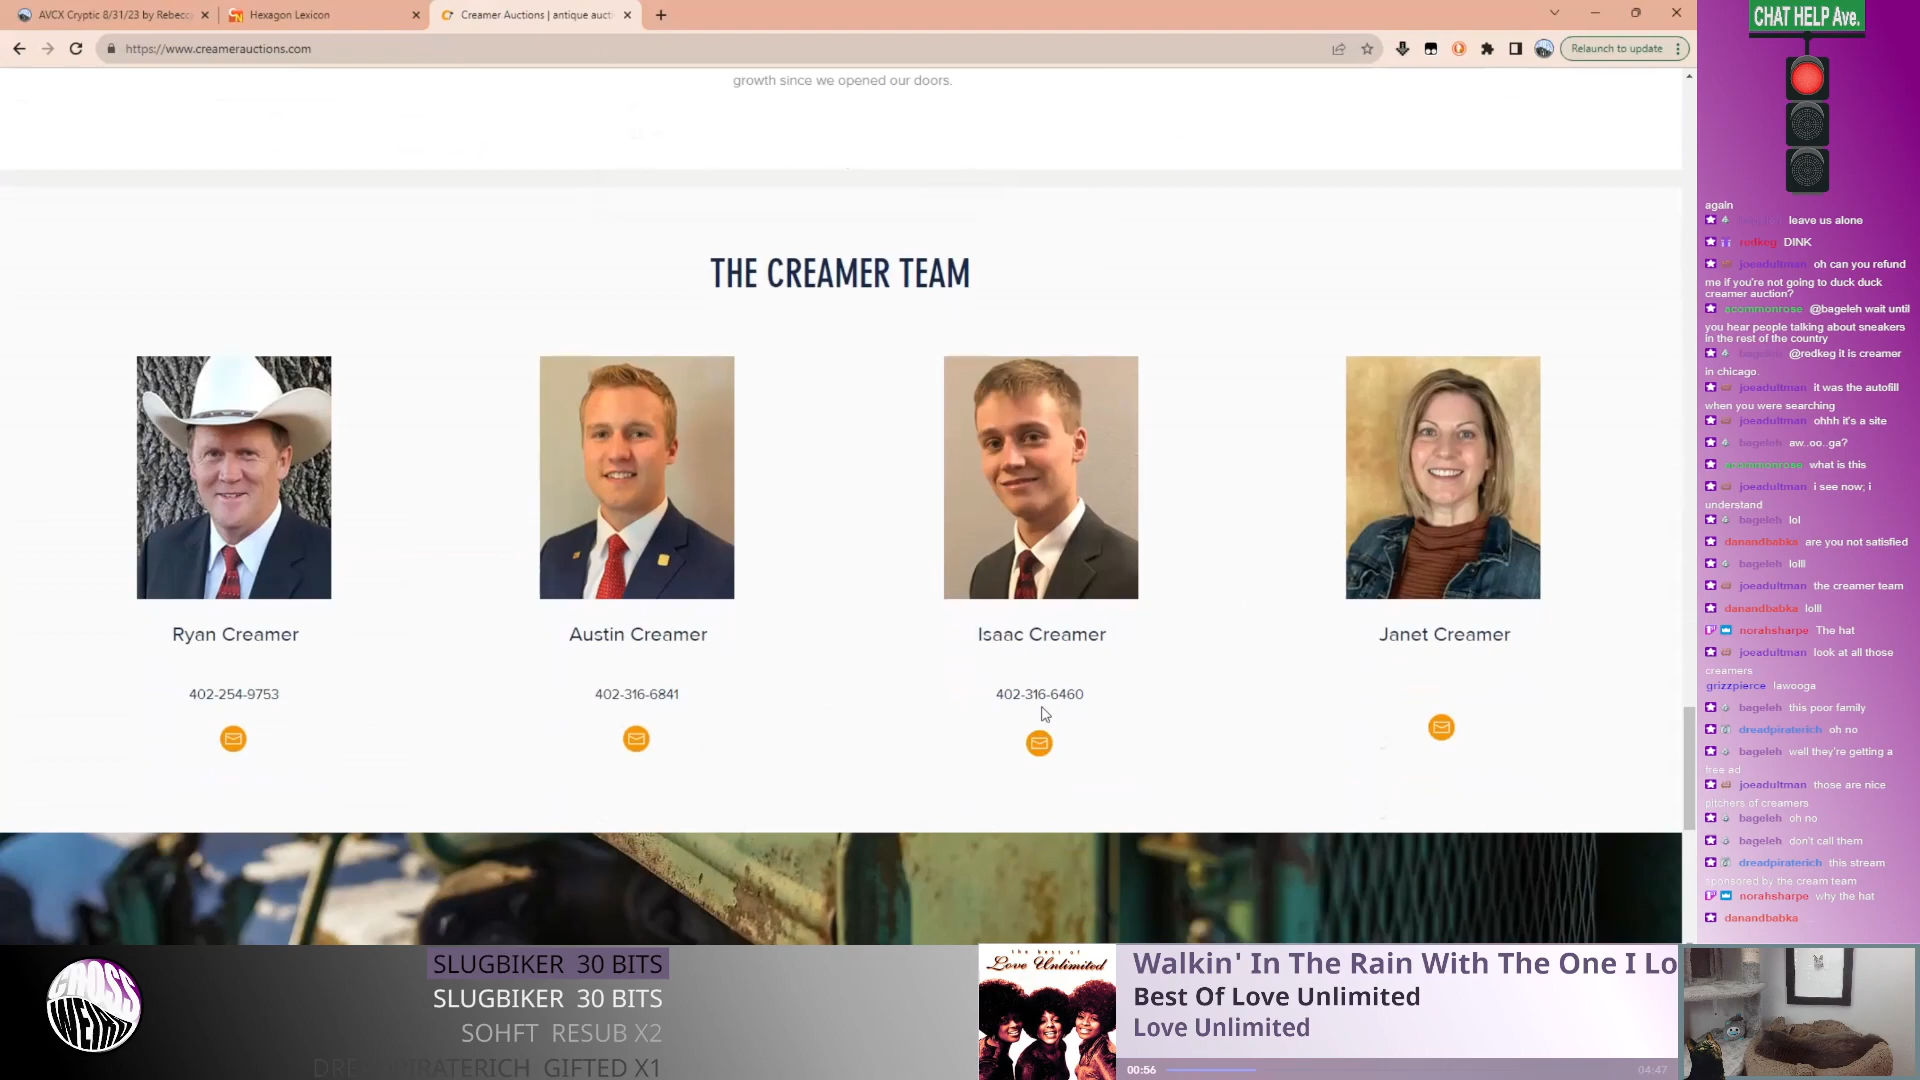 AVCX Cryptic 8/31/23 by Rebecc
Hexagon Lexicon
Creamer Auctions | antique aucti
https://www.creamerauctions.com
Relaunch to update
growth since we opened our doors.
THE CREAMER TEAM
Ryan Creamer
Austin Creamer
Isaac Creamer
Janet Creamer
402-254-9753
402-316-6841
402-316-6460
CHAT HELP Ave.
again
leave us alone
redkeg DINK
joeadultman oh can you refund
me if you're not going to duck duck
creamer auction?
acommonrose @bageleh wait until
you hear people talking about sneakers
in the rest of the country
bageleh @redkeg it is creamer
in chicago.
joeadultman it was the autofill
when you were searching
joeadultman ohhh it's a site
bageleh aw..oo..ga?
acommonrose what is this
joeadultman i see now; i
understand
bageleh lol
danandbabka are you not satisfied
bageleh lolll
joeadultman the creamer team
danandbabka lolll
norahsharpe The hat
joeadultman look at all those
creamers
grizzpierce lawooga
bageleh this poor family
dreadpiraterich oh no
bageleh well they're getting a
free ad
joeadultman those are nice
pitchers of creamers
bageleh oh no
bageleh don't call them
dreadpiraterich this stream
sponsored by the cream team
norahsharpe why the hat
danandbabka
CROSS
WEIRD
SLUGBIKER 30 BITS
SLUGBIKER 30 BITS
SOHFT RESUB X2
DRE PIRATERICH GIFTED X1
the best of
Love Unlimited
Walkin' In The Rain With The One I Lo
Best Of Love Unlimited
Love Unlimited
00:56
04:47